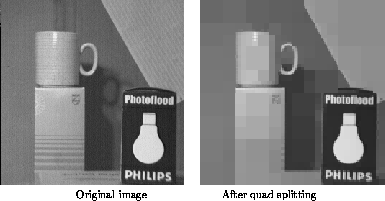 Photoflood
PHILIPS
Photoflood
PHILIPS
Original image
After quad splitting